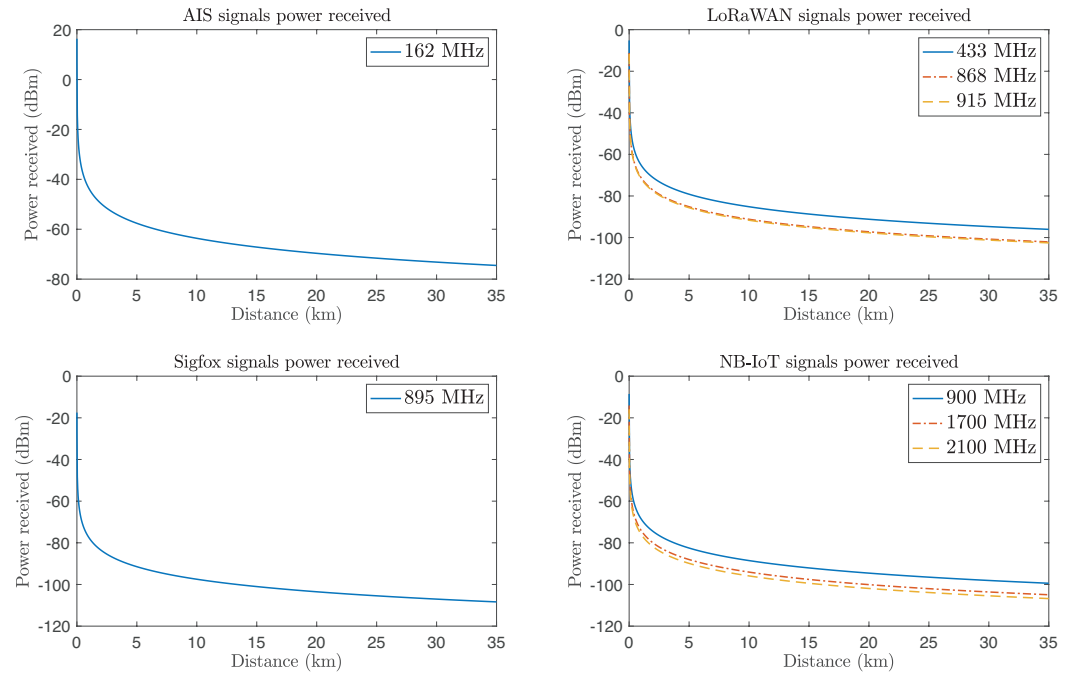 AIS signals power received
20
0
-20
-40
-60
-80
Power received (dBm)
162 MHz
0 5 10 15 20 25 30 35
Distance (km)
LoRaWAN signals power received
0
-20
-40
-60
-80
-100
-120
Power received (dBm)
433 MHz
868 MHz
915 MHz
0 5 10 15 20 25 30 35
Distance (km)
Sigfox signals power received
0
-20
-40
-60
-80
-100
-120
Power received (dBm)
895 MHz
0 5 10 15 20 25 30 35
Distance (km)
NB-IoT signals power received
0
-20
-40
-60
-80
-100
-120
Power received (dBm)
900 MHz
1700 MHz
2100 MHz
0 5 10 15 20 25 30 35
Distance (km)